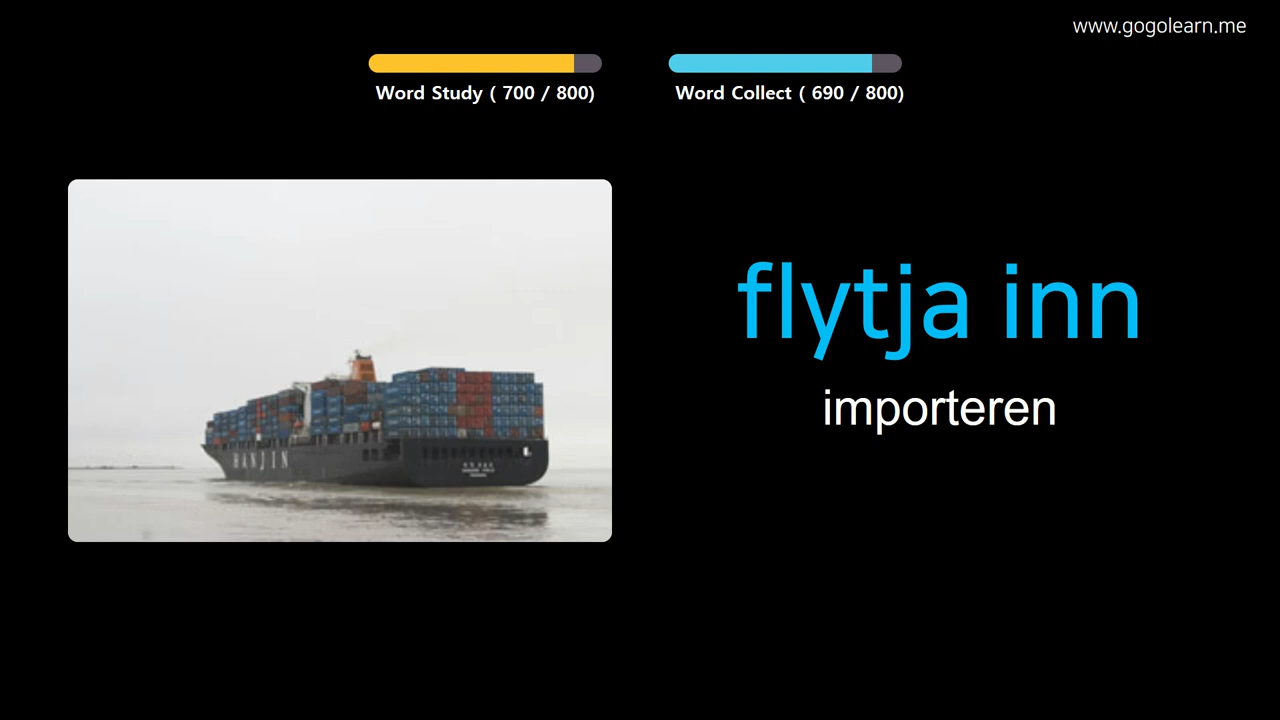 www.gogolearn.me
Word Study ( 700 / 800)
Word Collect ( 690 / 800)
flytja inn
importeren
HANJIN